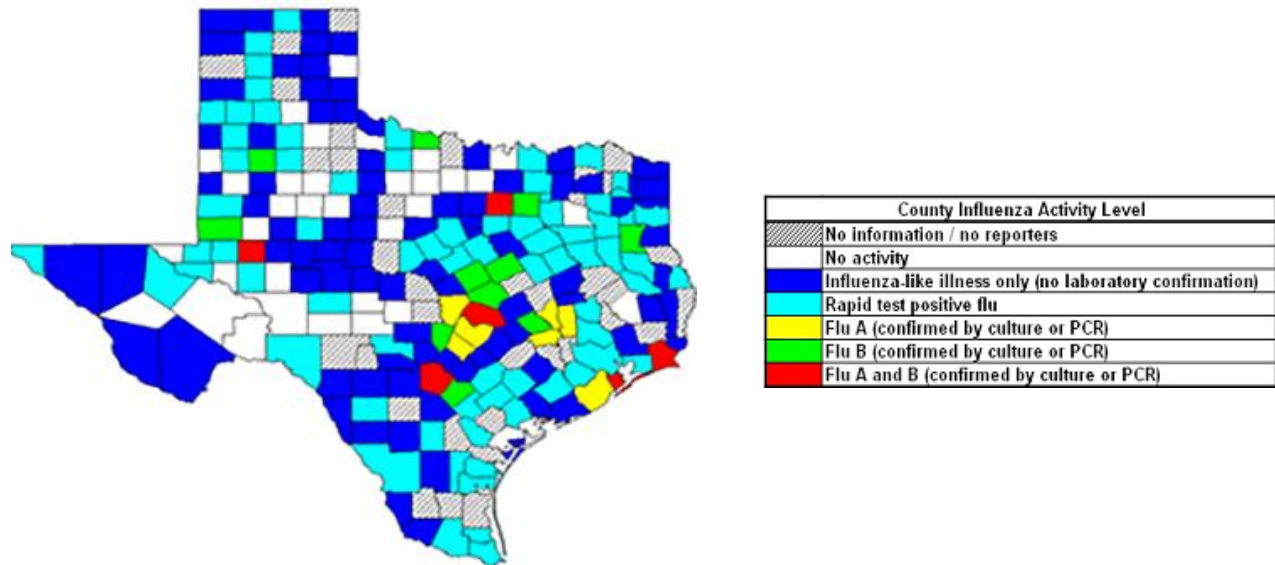 County Influenza Activity Level
No information / no reporters
No activity
Influenza-like illness only (no laboratory confirmation)
Rapid test positive flu
Flu A (confirmed by culture or PCR)
Flu B (confirmed by culture or PCR)
Flu A and B (confirmed by culture or PCR)